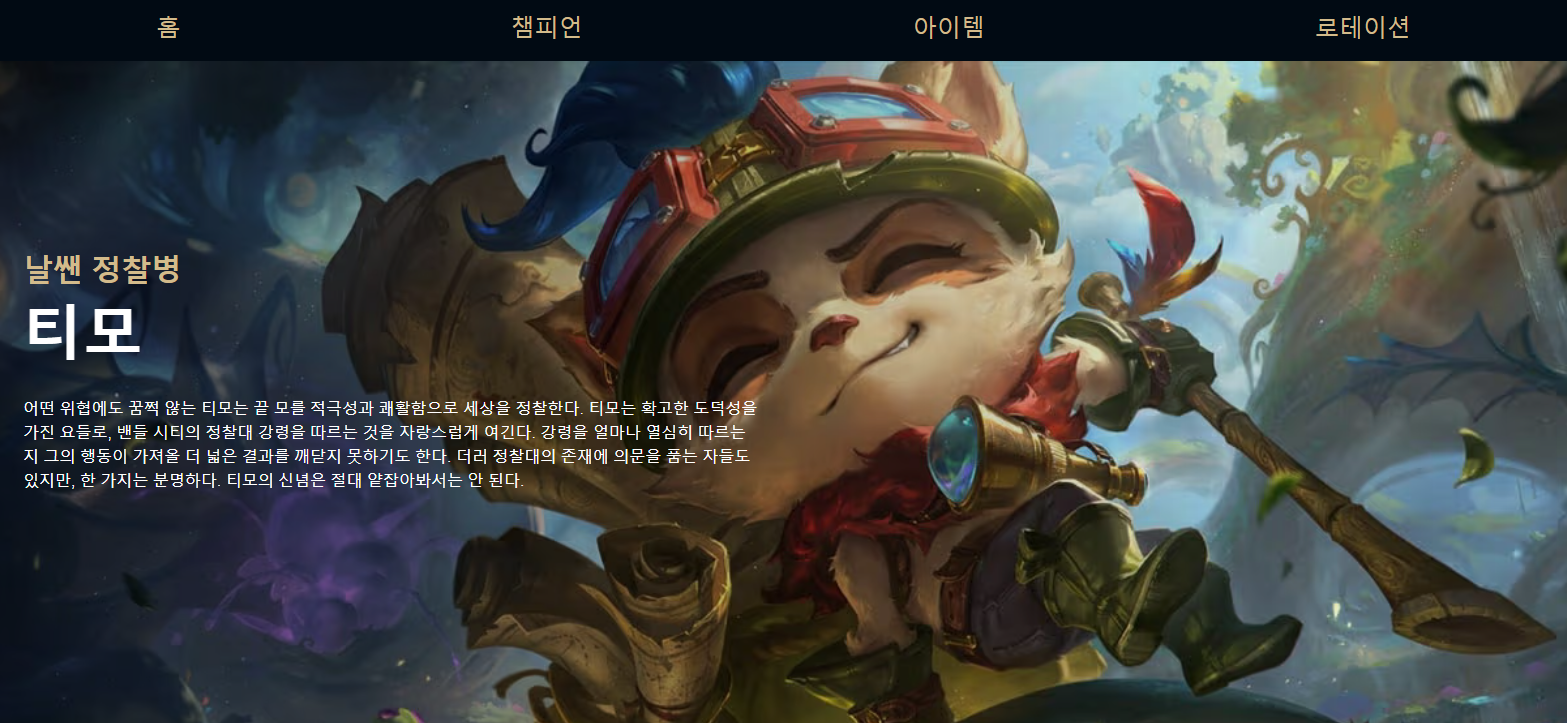 홈 챔피언 아이템 로테이션
날쌘 정찰병
티모
어떤 위협에도 꿈쩍 않는 티모는 끝 모를 적극성과 쾌활함으로 세상을 정찰한다. 티모는 확고한 도덕성을
가진 요들로, 밴들 시티의 정찰대 강령을 따르는 것을 자랑스럽게 여긴다. 강령을 얼마나 열심히 따르는
지 그의 행동이 가져올 더 넓은 결과를 깨닫지 못하기도 한다. 더러 정찰대의 존재에 의문을 품는 자들도
있지만, 한 가지는 분명하다. 티모의 신념은 절대 얕잡아봐서는 안 된다.